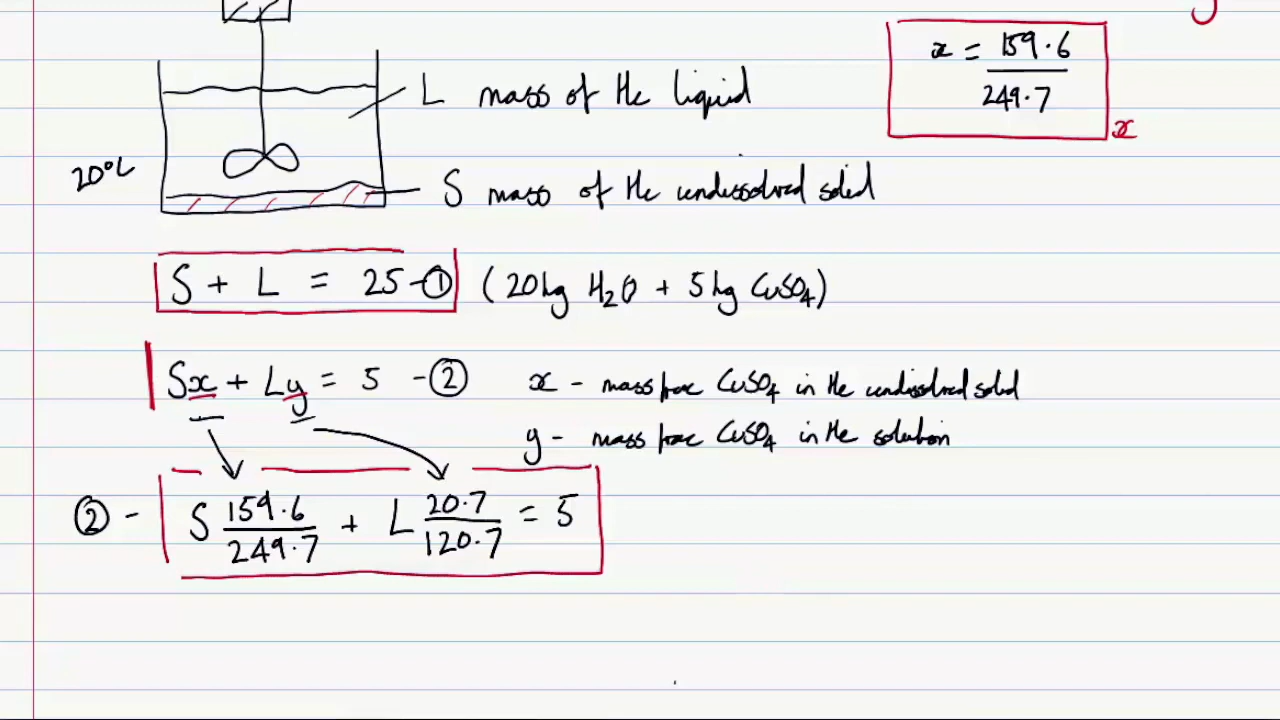 x = 159.6 / 249.7
x
L mass of the liquid
20°C
S mass of the undissolved solid
S + L = 25 - ① (20kg H₂O + 5kg CuSO₄)
Sx + Ly = 5 - ② x - mass frac CuSO₄ in the undissolved solid
y - mass frac CuSO₄ in the solution
② - S 159.6 / 249.7 + L 20.7 / 120.7 = 5